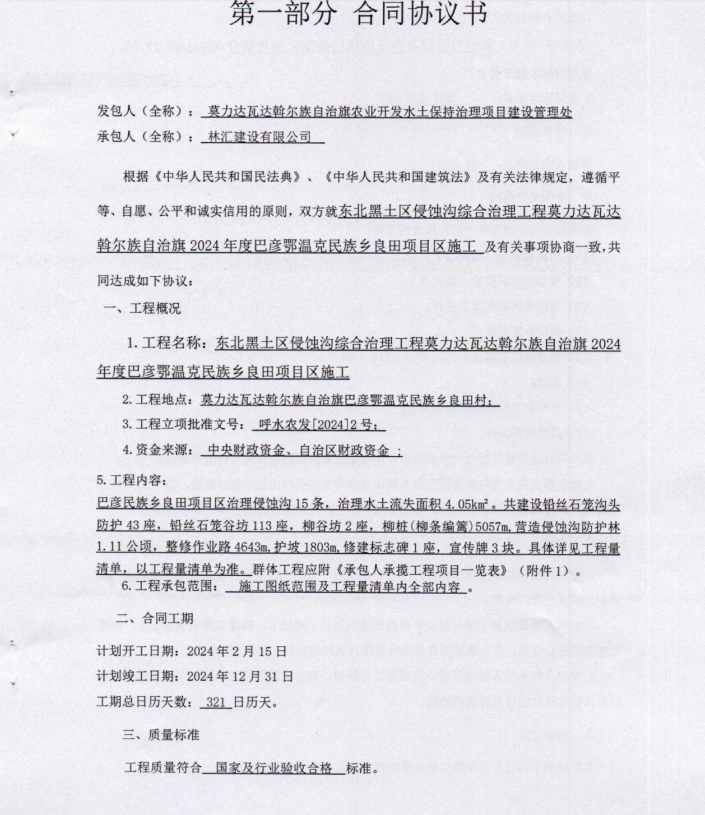 第一部分 合同协议书
发包人（全称）：莫力达瓦达斡尔族自治旗农业开发水土保持治理项目建设管理处
承包人（全称）：林汇建设有限公司
根据《中华人民共和国民法典》、《中华人民共和国建筑法》及有关法律规定，遵循平
等、自愿、公平和诚实信用的原则，双方就东北黑土区侵蚀沟综合治理工程莫力达瓦达
斡尔族自治旗 2024 年度巴彦鄂温克民族乡良田项目区施工 及有关事项协商一致，共
同达成如下协议：
一、工程概况
1.工程名称：东北黑土区侵蚀沟综合治理工程莫力达瓦达斡尔族自治旗 2024
年度巴彦鄂温克民族乡良田项目区施工
2.工程地点：莫力达瓦达斡尔族自治旗巴彦鄂温克民族乡良田村；
3.工程立项批准文号：呼水农发[2024]2 号；
4.资金来源：中央财政资金、自治区财政资金；
5.工程内容：
巴彦民族乡良田项目区治理侵蚀沟 15 条，治理水土流失面积 4.05km²。共建设铅丝石笼沟头
防护 43 座，铅丝石笼谷坊 113 座，柳谷坊 2 座，柳桩(柳条编篱)5057m,营造侵蚀沟防护林
1.11 公顷，整修作业路 4643m,护坡 1803m,修建标志碑 1 座，宣传牌 3 块。具体详见工程量
清单，以工程量清单为准。群体工程应附《承包人承揽工程项目一览表》（附件 1）。
6.工程承包范围：施工图纸范围及工程量清单内全部内容 。
二、合同工期
计划开工日期：2024 年 2 月 15 日
计划竣工日期：2024 年 12 月 31 日
工期总日历天数：321 日历天。
三、质量标准
工程质量符合 国家及行业验收合格 标准。